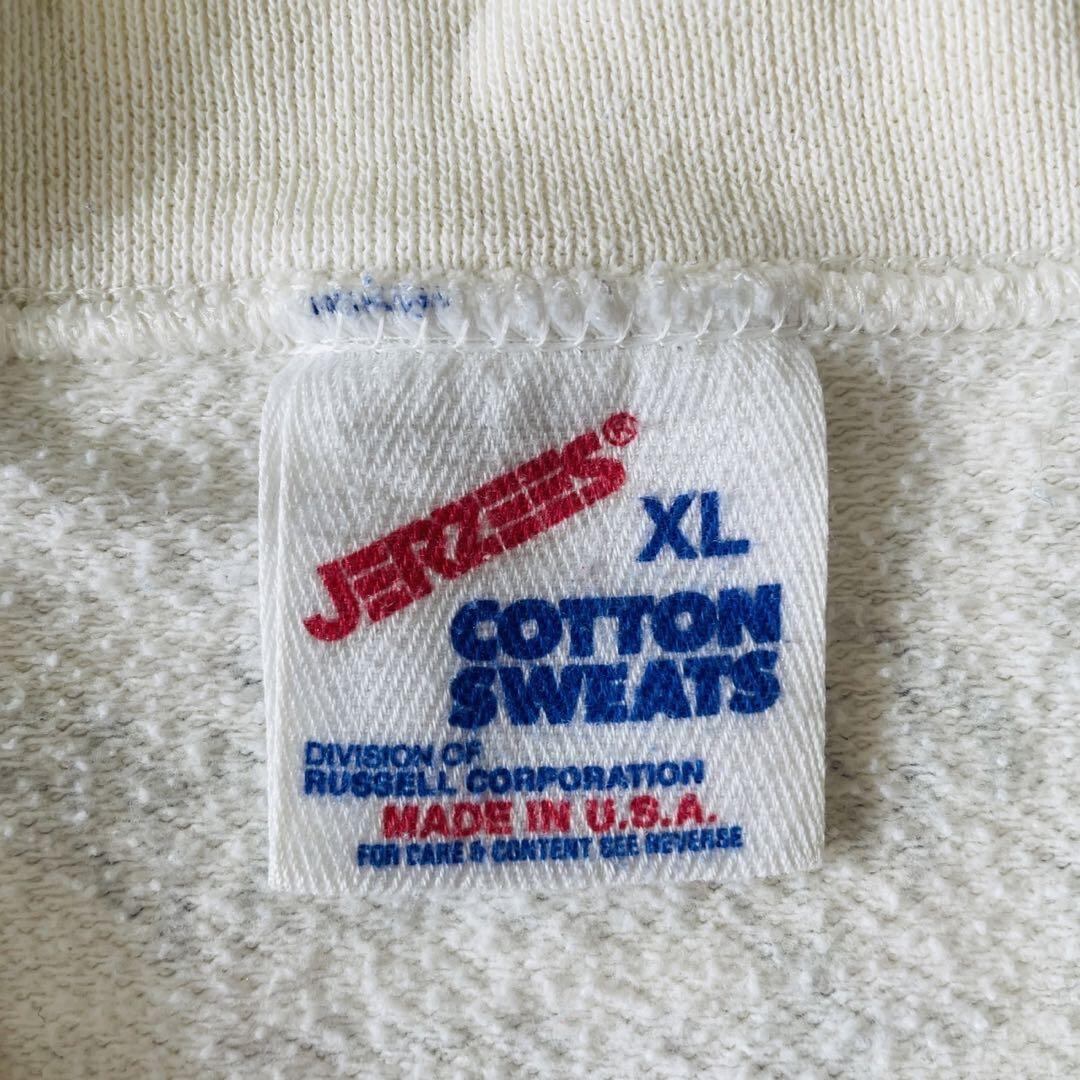 JERZEES®
XL
COTTON
SWEATS
DIVISION OF
RUSSELL CORPORATION
MADE IN U.S.A.
FOR CARE & CONTENT SEE REVERSE